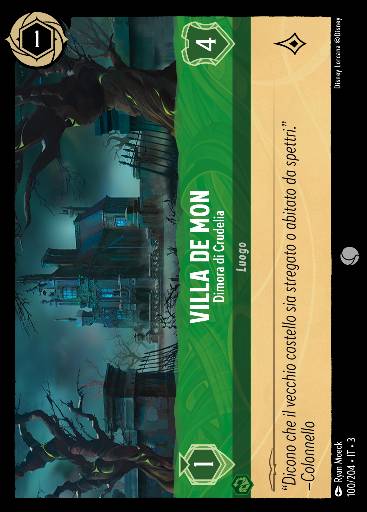 1
4
VILLA DE MON
Dimora di Crudelia
Luogo
1
"Dicono che il vecchio castello sia stregato o abitato da spettri."
–Colonnello
Ryan Moeck
100/204 • IT • 3
Disney Lorcana ©Disney